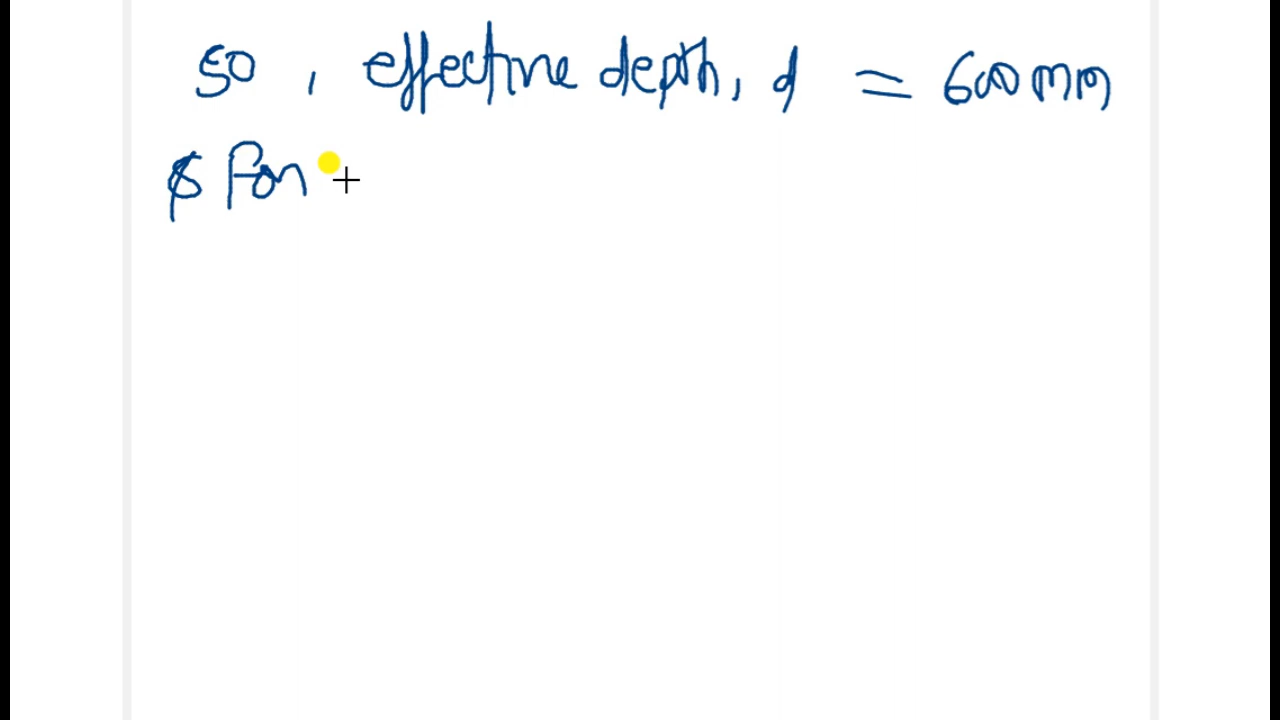 so, effective depth, d = 600mm
& For